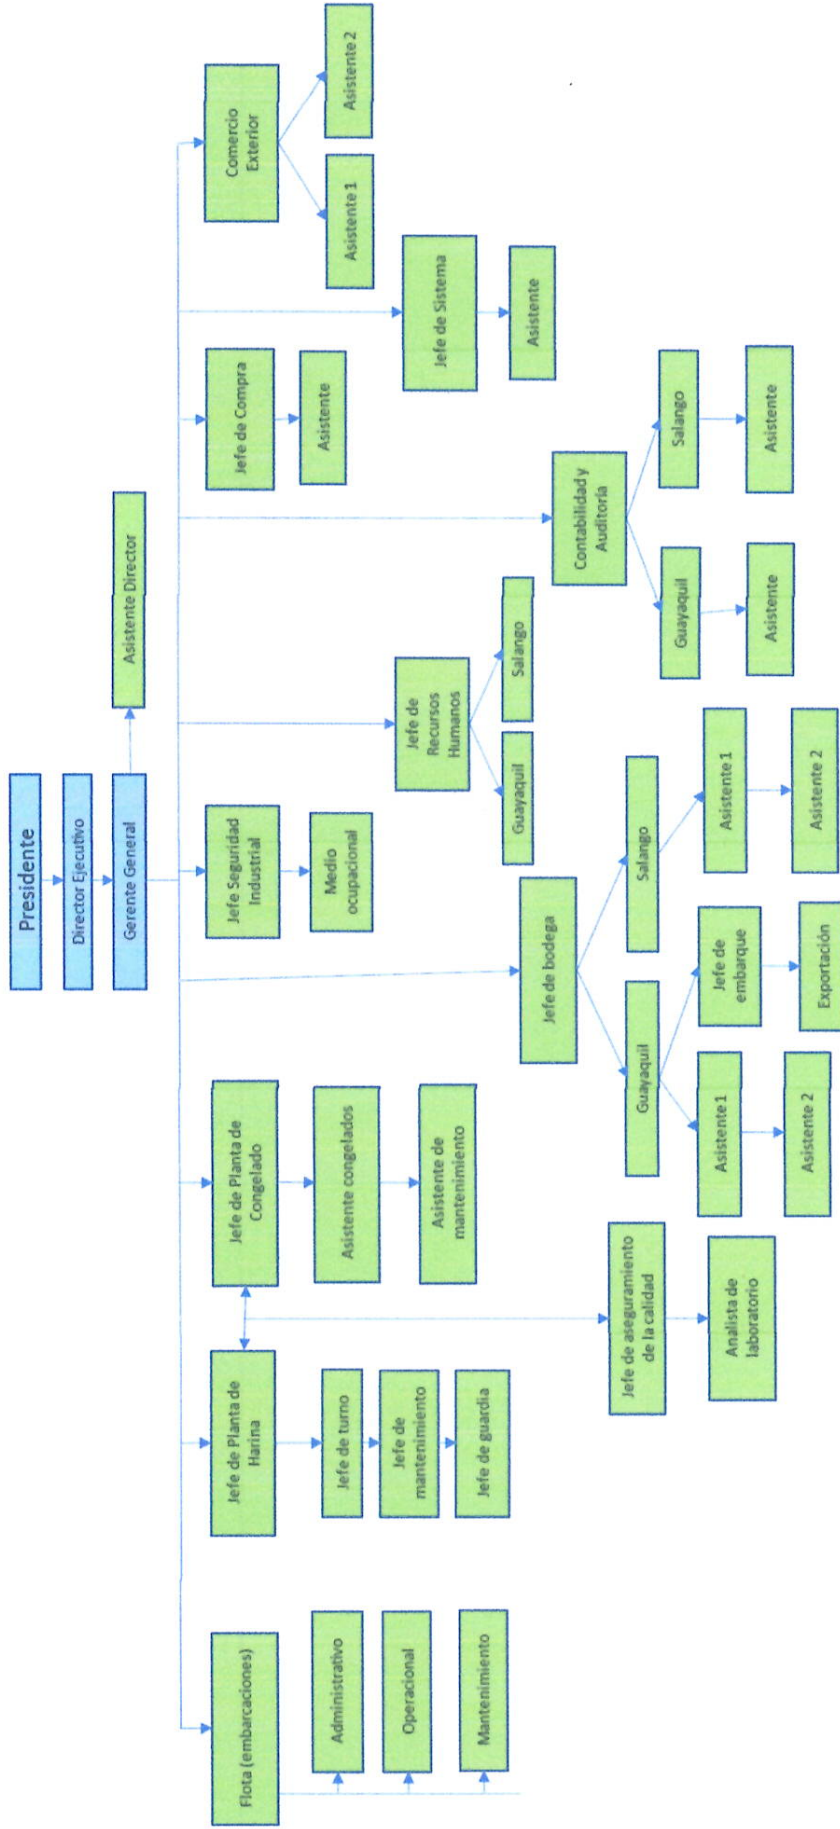 Presidente
Director Ejecutivo
Gerente General
Asistente Director
Flota (embarcaciones)
Administrativo
Operacional
Mantenimiento
Jefe de Planta de
Harina
Jefe de turno
Jefe de
mantenimiento
Jefe de guardia
Jefe de Planta de
Congelado
Asistente congelados
Asistente de
mantenimiento
Jefe de aseguramiento
de la calidad
Analista de
laboratorio
Jefe Seguridad
Industrial
Medio
ocupacional
Jefe de bodega
Guayaquil
Asistente 1
Asistente 2
Jefe de
embarque
Exportación
Salango
Asistente 1
Asistente 2
Jefe de
Recursos
Humanos
Guayaquil
Salango
Contabilidad y
Auditoría
Guayaquil
Asistente
Salango
Asistente
Jefe de Compra
Asistente
Jefe de Sistema
Asistente
Comercio
Exterior
Asistente 1
Asistente 2